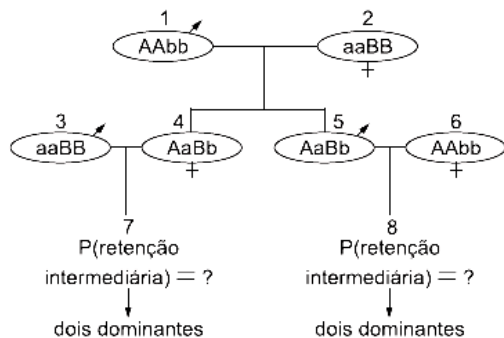 1 2
AAbb aaBB
3 4 5 6
aaBB AaBb AaBb AAbb
7 8
P(retenção P(retenção
intermediária) = ? intermediária) = ?
dois dominantes dois dominantes